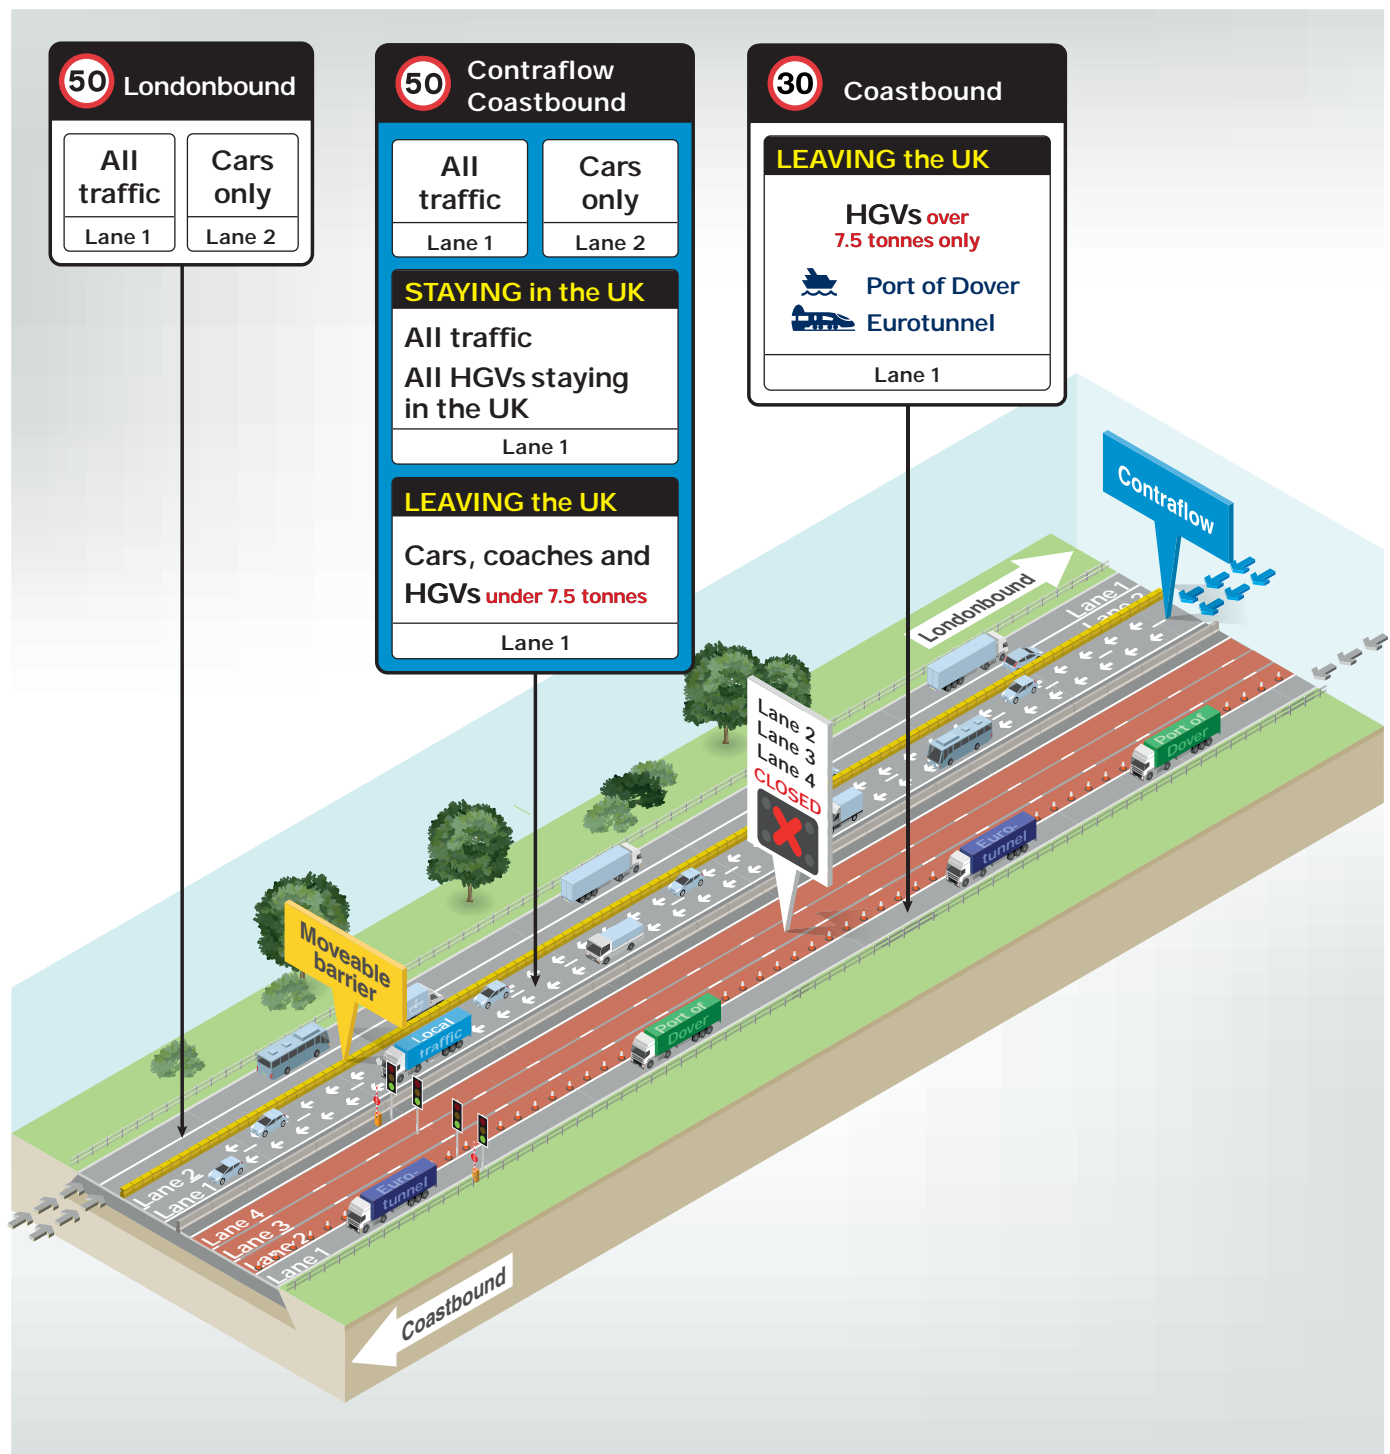 50 Londonbound
All
traffic
Lane 1
Cars
only
Lane 2
50 Contraflow
Coastbound
All
traffic
Lane 1
Cars
only
Lane 2
STAYING in the UK
All traffic
All HGVs staying
in the UK
Lane 1
LEAVING the UK
Cars, coaches and
HGVs under 7.5 tonnes
Lane 1
30 Coastbound
LEAVING the UK
HGVs over
7.5 tonnes only
Port of Dover
Eurotunnel
Lane 1
Contraflow
Londonbound
Lane 1
Lane 2
Lane 2
Lane 3
Lane 4
CLOSED
Port of
Dover
Euro-
tunnel
Moveable
barrier
Local
traffic
Port of
Dover
Euro-
tunnel
Lane 2
Lane 1
Lane 4
Lane 3
Lane 2
Lane 1
Coastbound